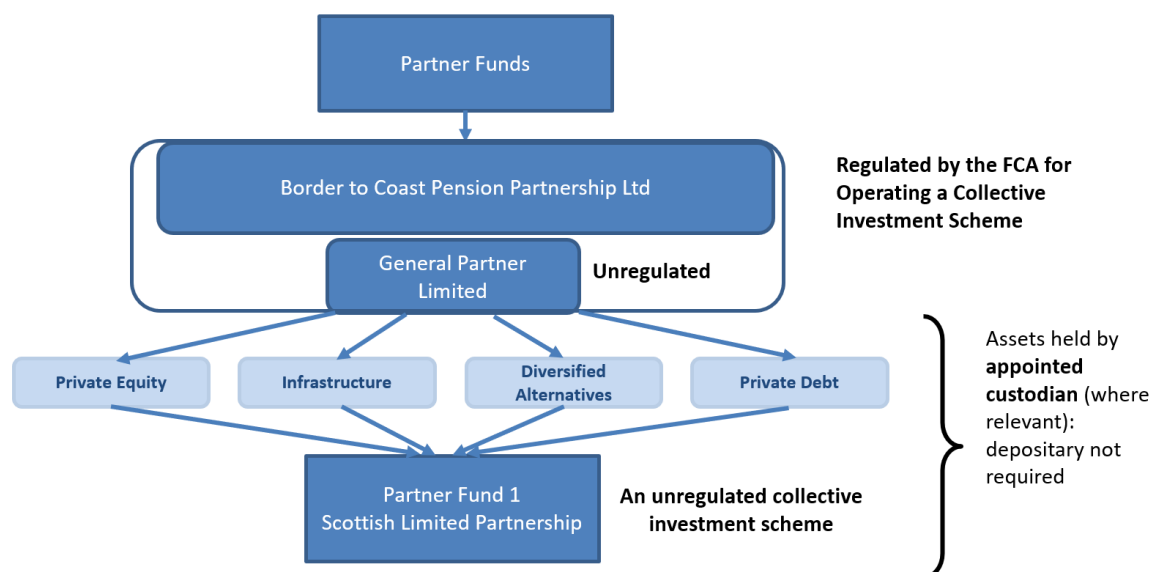 Partner Funds
Border to Coast Pension Partnership Ltd
Regulated by the FCA for
Operating a Collective
Investment Scheme
General Partner
Limited
Unregulated
Private Equity
Infrastructure
Diversified
Alternatives
Private Debt
Assets held by
appointed
custodian (where
relevant):
depositary not
required
Partner Fund 1
Scottish Limited Partnership
An unregulated collective
investment scheme